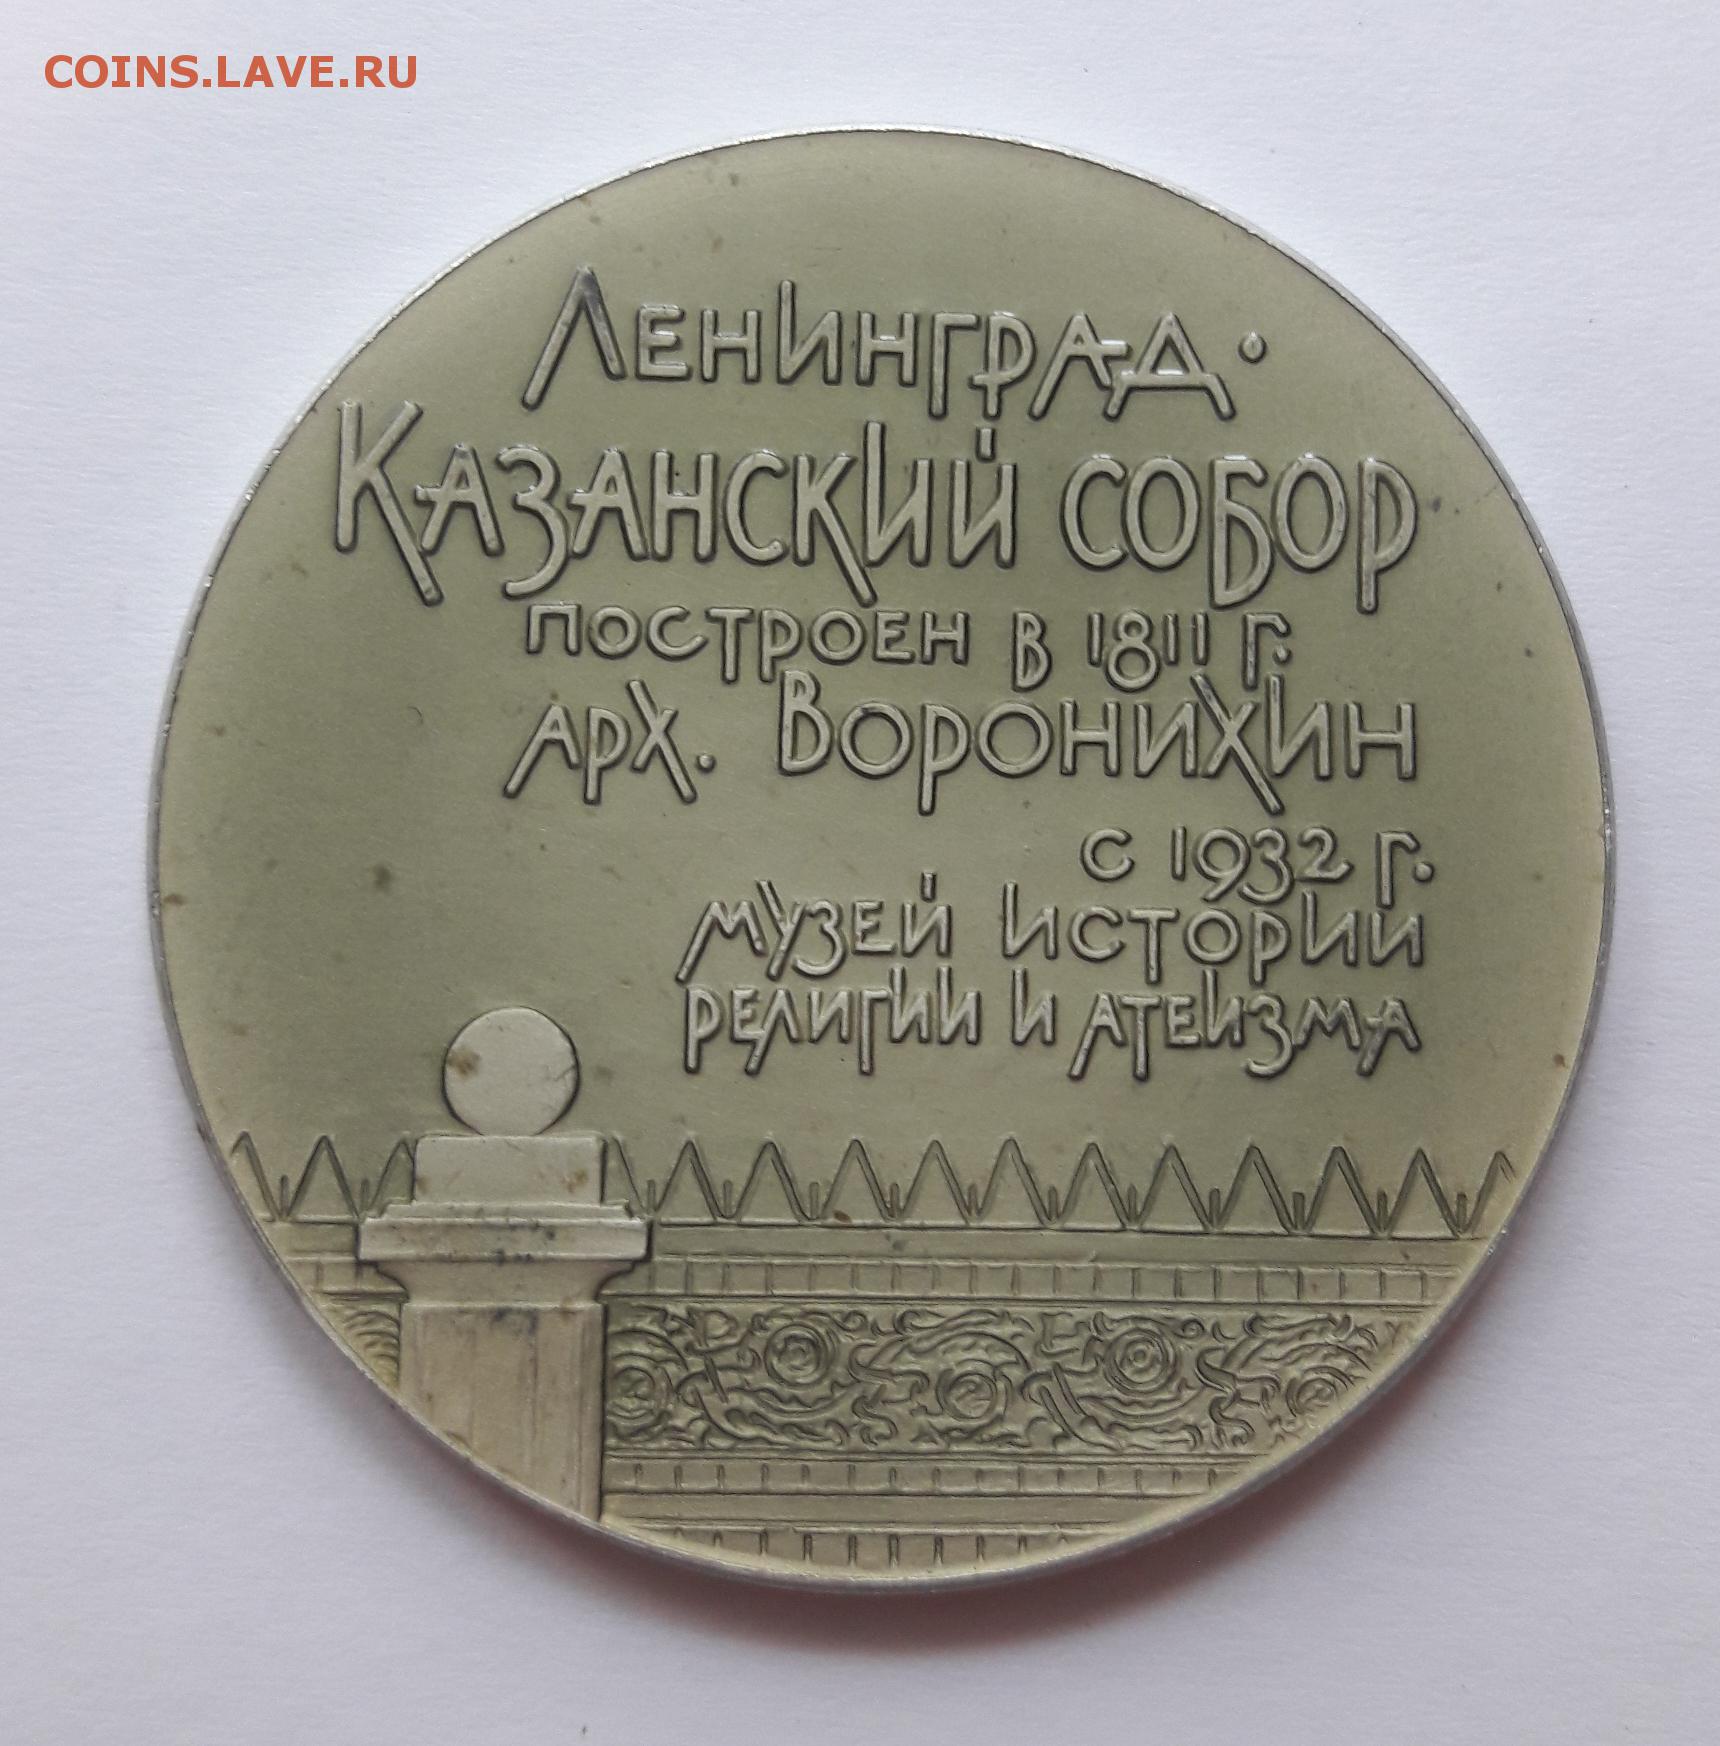 COINS.LAVE.RU
Ленинград ·
Казанский собор
построен в 1811 г.
арх. Воронихин
с 1932 г.
музей истории
религии и атеизма